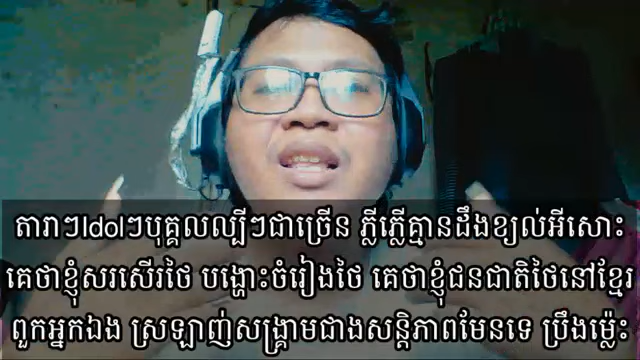 តារាៗIdolៗបុគ្គលល្បីៗជាច្រើន ភ្លីភ្លើគ្មានដឹងខ្យល់អីសោះ
គេថាខ្ញុំសរសើរថៃ បង្ហោះចំរៀងថៃ គេថាខ្ញុំជនជាតិថៃនៅខ្មែរ
ពួកអ្នកឯង ស្រឡាញ់សង្គ្រាមជាងសន្តិភាពមែនទេ ប្រឹងម្ល៉េះ